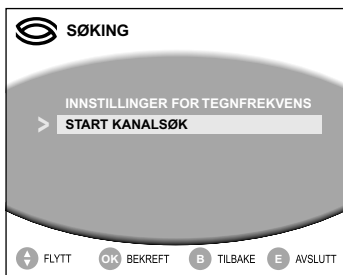 SØKING
INNSTILLINGER FOR TEGNFREKVENS
> START KANALSØK
FLYTT OK BEKREFT B TILBAKE E AVSLUTT